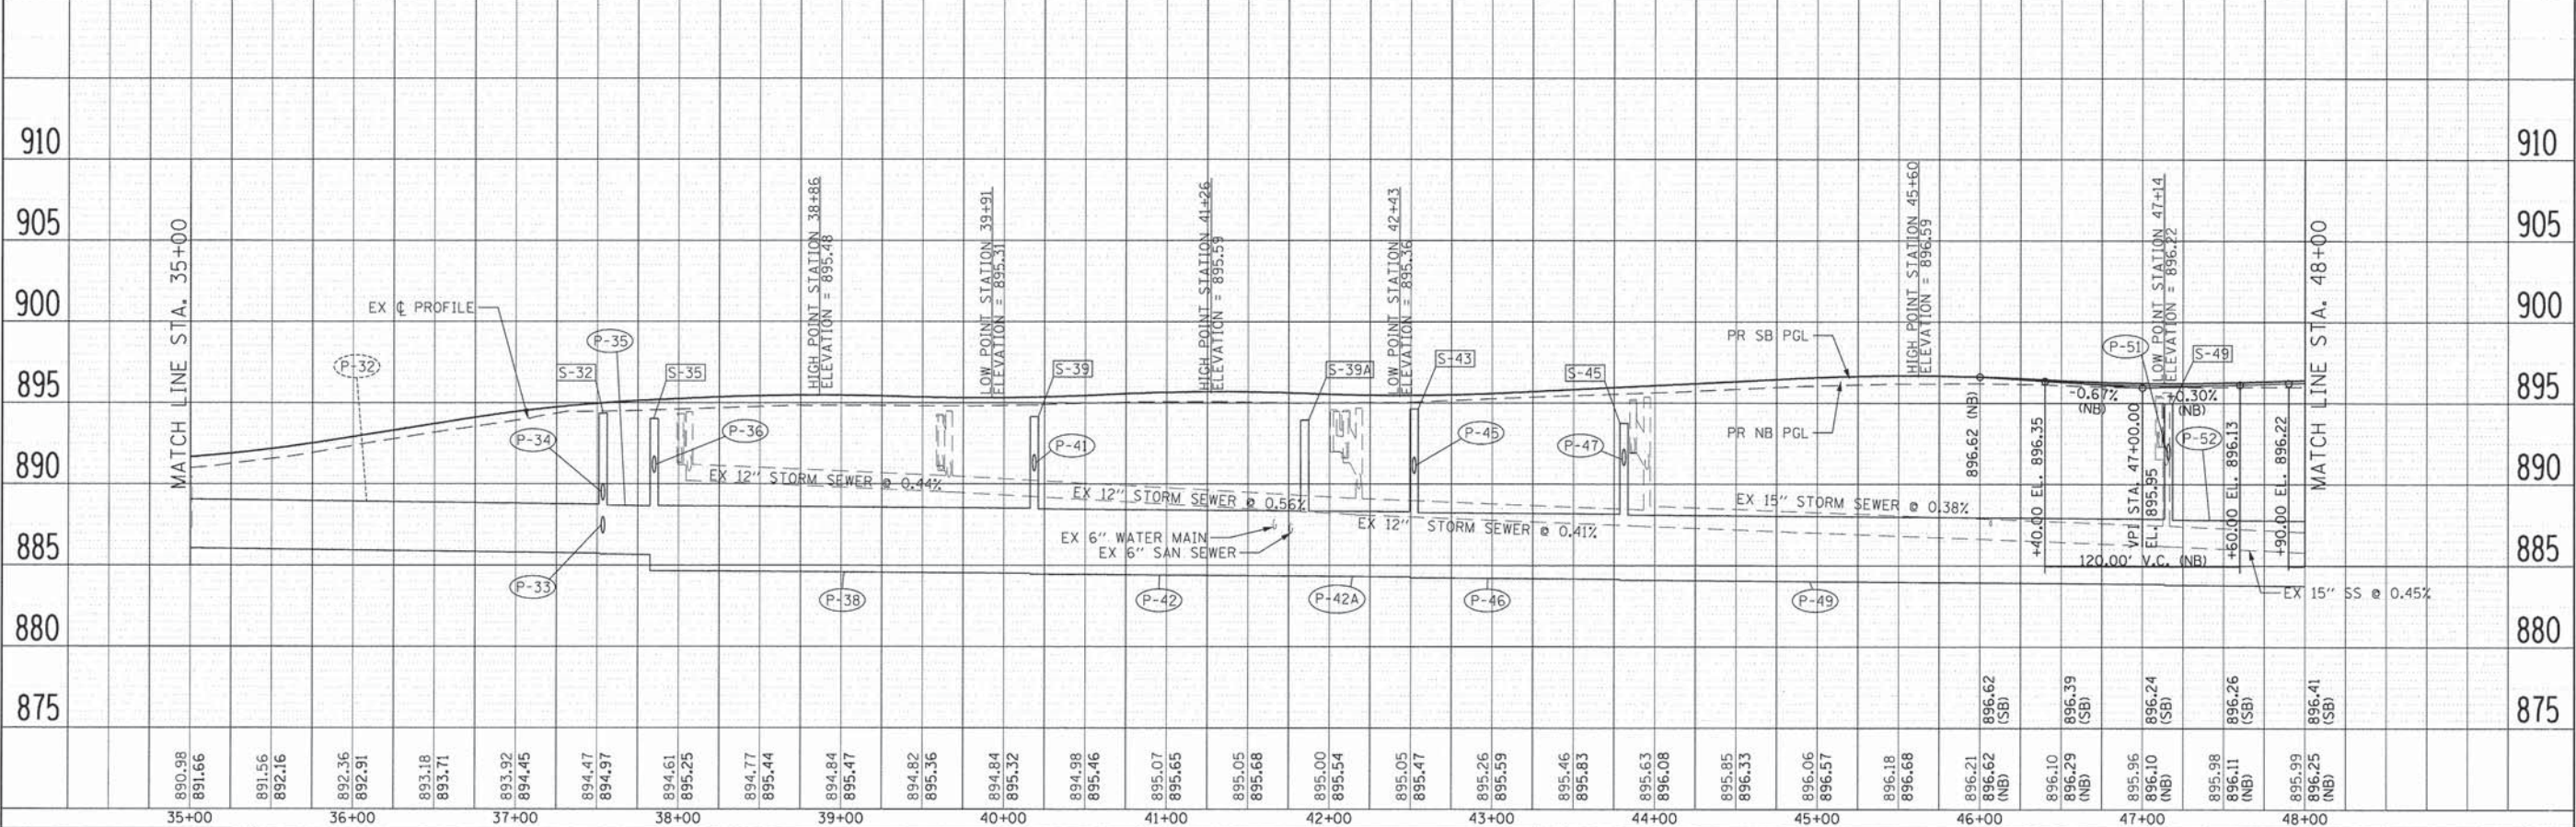 910
905
900
895
890
885
880
875
910
905
900
895
890
885
880
875
MATCH LINE STA. 35+00
EX ℄ PROFILE
P-32
S-32
P-35
S-35
P-34
P-36
P-33
HIGH POINT STATION 38+86
ELEVATION = 895.48
LOW POINT STATION 39+91
ELEVATION = 895.31
HIGH POINT STATION 41+26
ELEVATION = 895.59
LOW POINT STATION 42+43
ELEVATION = 895.36
HIGH POINT STATION 45+60
ELEVATION = 896.59
LOW POINT STATION 47+14
ELEVATION = 896.22
S-39
P-41
S-39A
S-43
P-45
S-45
P-47
PR SB PGL
PR NB PGL
P-51
S-49
P-52
EX 12" STORM SEWER @ 0.44%
EX 12" STORM SEWER @ 0.56%
EX 12" STORM SEWER @ 0.41%
EX 15" STORM SEWER @ 0.38%
EX 6" WATER MAIN
EX 6" SAN SEWER
EX 15" SS @ 0.45%
P-38
P-42
P-42A
P-46
P-49
896.62 (NB)
+40.00 EL. 896.35
-0.67%
(NB)
VPI STA. 47+00.00
EL. 895.95
+0.30%
(NB)
+60.00 EL. 896.13
+90.00 EL. 896.22
120.00' V.C. (NB)
MATCH LINE STA. 48+00
896.62
(SB)
896.39
(SB)
896.24
(SB)
896.26
(SB)
896.41
(SB)
890.98
891.66
891.56
892.16
892.36
892.91
893.18
893.71
893.92
894.45
894.47
894.97
894.61
895.25
894.77
895.44
894.84
895.47
894.82
895.36
894.84
895.32
894.98
895.46
895.07
895.65
895.05
895.68
895.00
895.54
895.05
895.47
895.26
895.59
895.46
895.83
895.63
896.08
895.85
896.33
896.06
896.57
896.18
896.68
896.21
896.62
(NB)
896.10
896.29
(NB)
895.96
896.10
(NB)
895.98
896.11
(NB)
895.99
896.25
(NB)
35+00
36+00
37+00
38+00
39+00
40+00
41+00
42+00
43+00
44+00
45+00
46+00
47+00
48+00